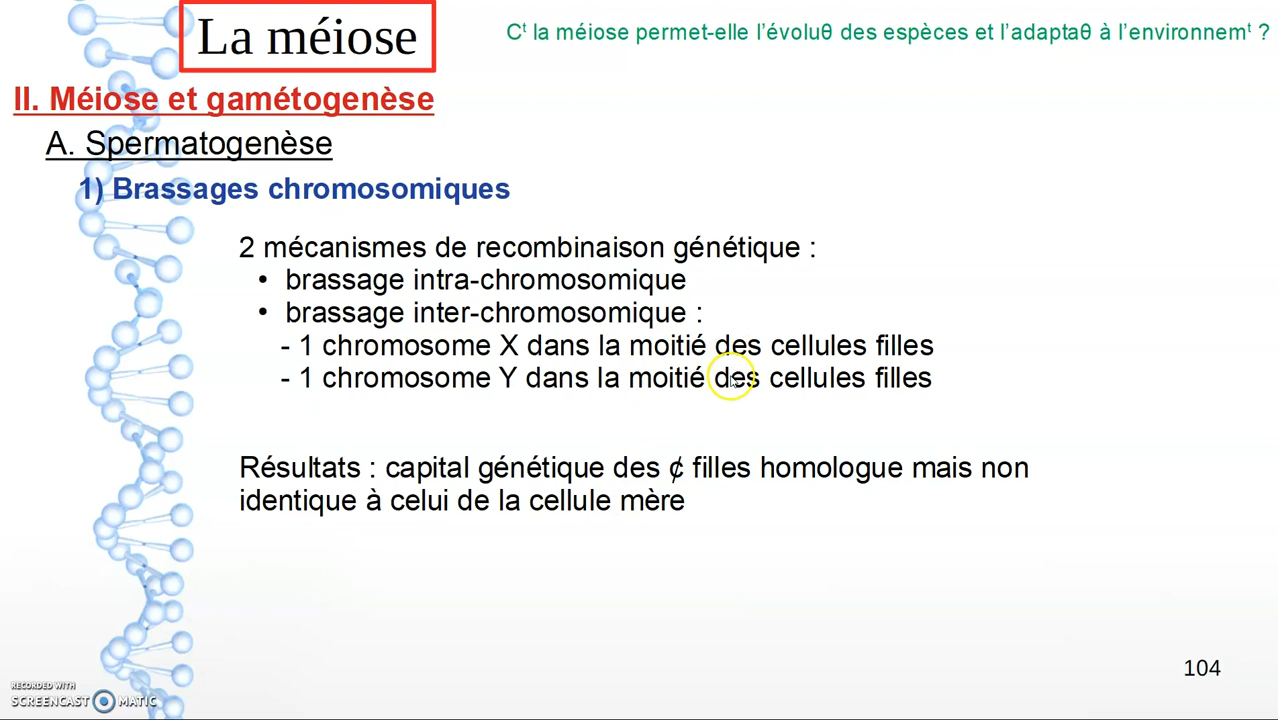 La méiose
Cᵗ la méiose permet-elle l’évoluθ des espèces et l’adaptaθ à l’environnemᵗ ?
II. Méiose et gamétogenèse
A. Spermatogenèse
1) Brassages chromosomiques
2 mécanismes de recombinaison génétique :
• brassage intra-chromosomique
• brassage inter-chromosomique :
- 1 chromosome X dans la moitié des cellules filles
- 1 chromosome Y dans la moitié des cellules filles
Résultats : capital génétique des ȼ filles homologue mais non
identique à celui de la cellule mère
104
RECORDED WITH
SCREENCAST MATIC